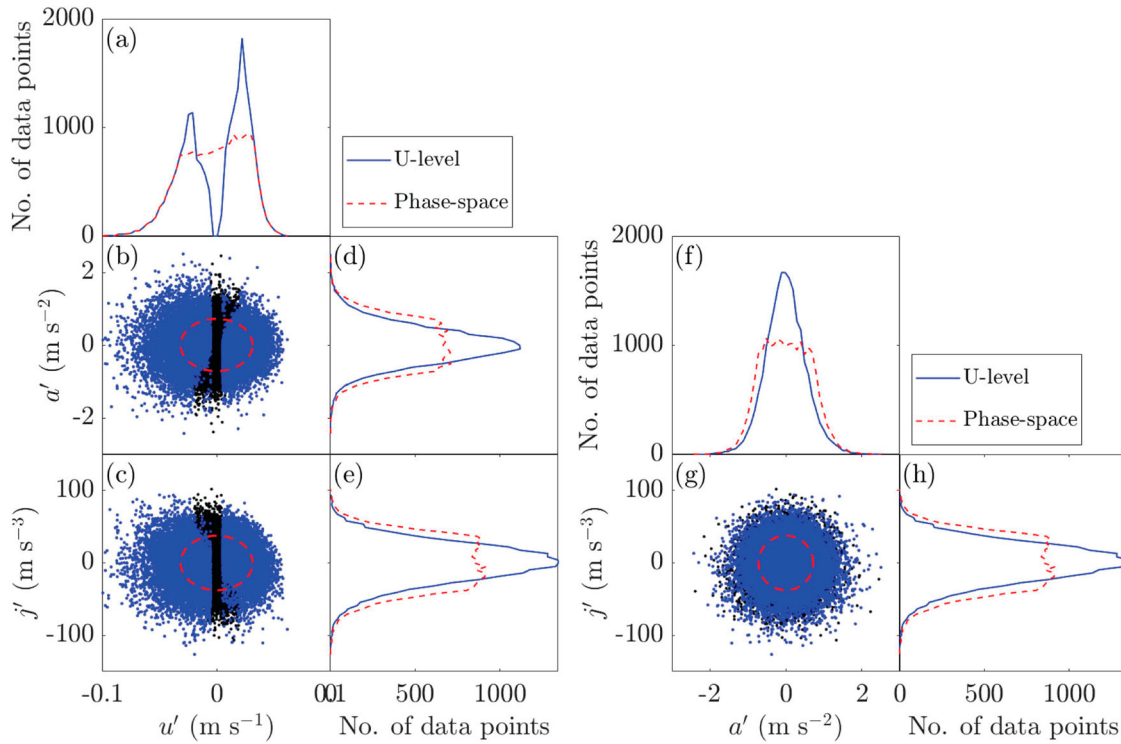 2000
(a)
No. of data points
1000
U-level
Phase-space
0
(b)
(d)
2000
(f)
2
a′ (m s⁻²)
0
-2
No. of data points
1000
U-level
Phase-space
0
(c)
(e)
(g)
(h)
100
j′ (m s⁻³)
0
-100
100
j′ (m s⁻³)
0
-100
-0.1 0 0.1 500 1000
u′ (m s⁻¹) No. of data points
-2 0 2 0 500 1000
a′ (m s⁻²) No. of data points